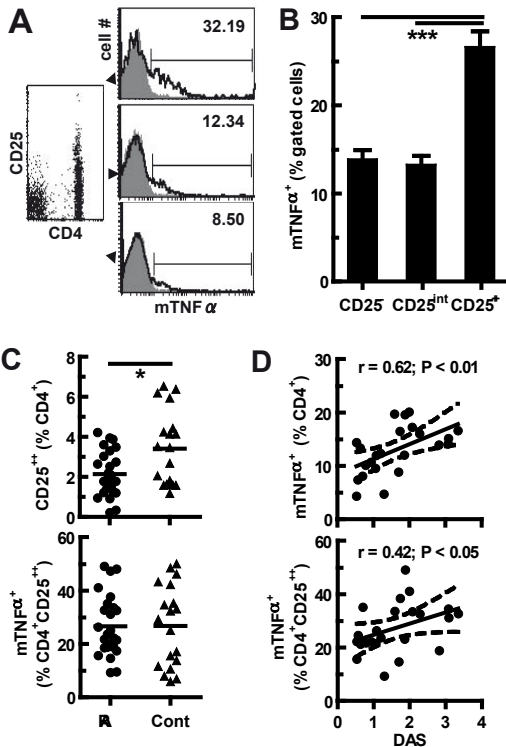 A
cell #
32.19
12.34
8.50
CD25
CD4
mTNF α
B
mTNFα⁺ (% gated cells)
30
20
10
0
***
CD25⁻ CD25ⁱⁿᵗ CD25⁺
C
CD25⁺⁺ (% CD4⁺)
8
6
4
2
0
*
mTNFα⁺
(% CD4⁺CD25⁺⁺)
60
40
20
0
RA Cont
D
r = 0.62; P < 0.01
mTNFα⁺ (% CD4⁺)
30
20
10
0
r = 0.42; P < 0.05
mTNFα⁺
(% CD4⁺CD25⁺⁺)
60
40
20
0
0 1 2 3 4
DAS